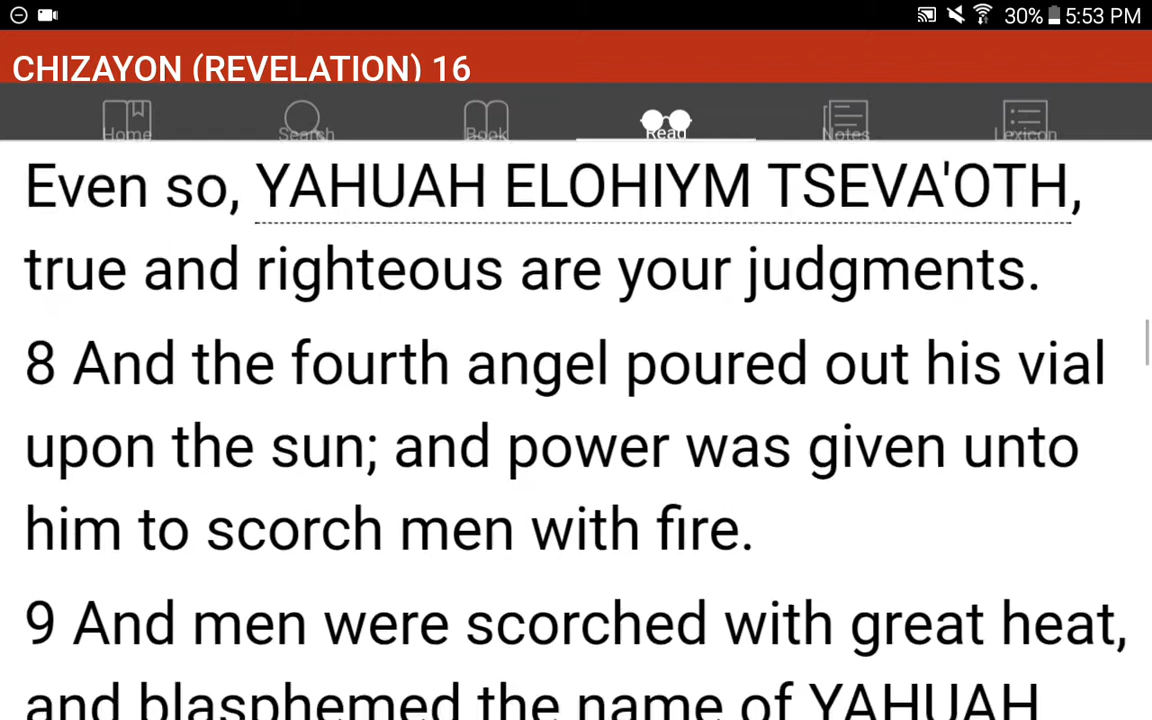 30% 5:53 PM
CHIZAYON (REVELATION) 16
Home Search Book Read Notes Lexicon
Even so, YAHUAH ELOHIYM TSEVA'OTH,
true and righteous are your judgments.
8 And the fourth angel poured out his vial
upon the sun; and power was given unto
him to scorch men with fire.
9 And men were scorched with great heat,
and blasphemed the name of YAHUAH